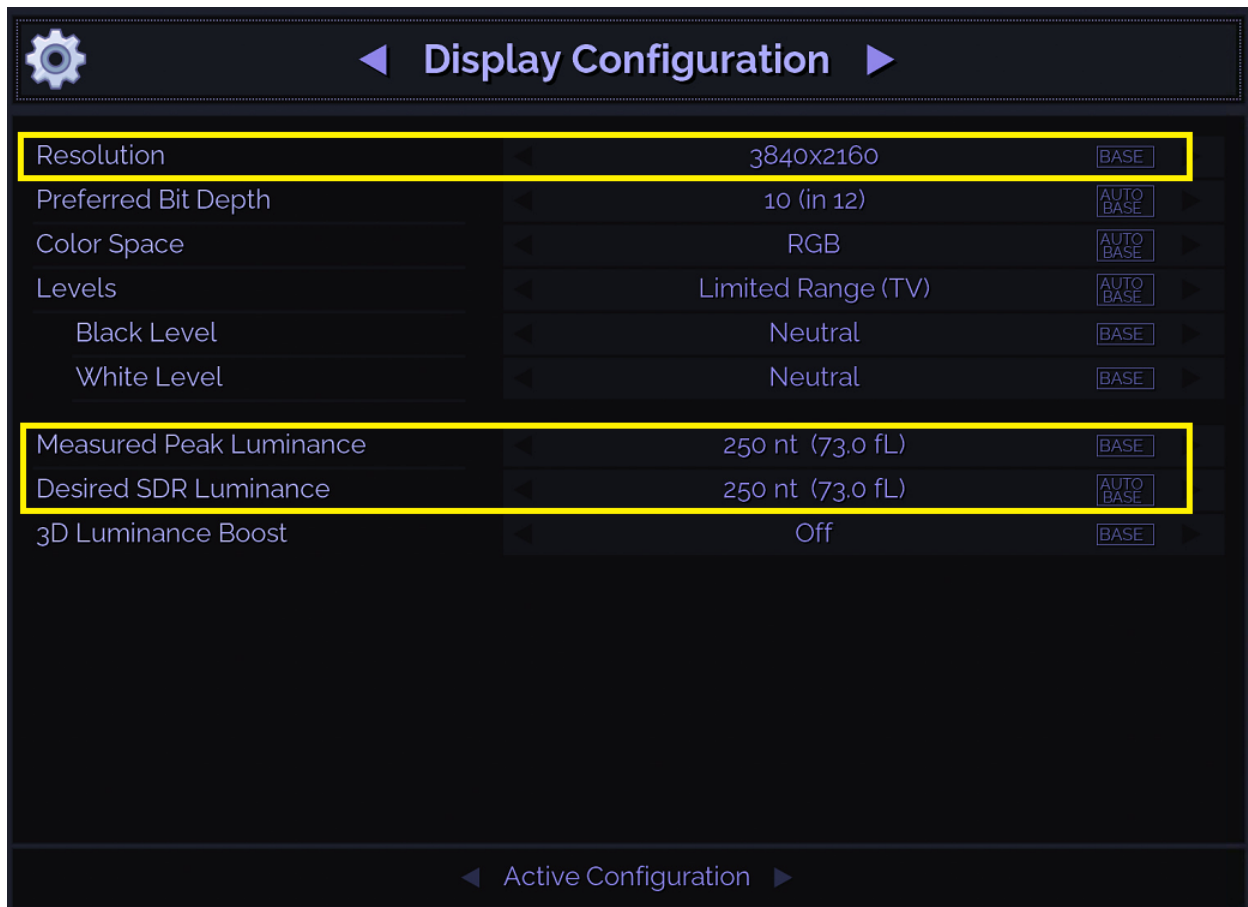 Display Configuration
Resolution 3840x2160 BASE
Preferred Bit Depth 10 (in 12) AUTO BASE
Color Space RGB AUTO BASE
Levels Limited Range (TV) AUTO BASE
Black Level Neutral BASE
White Level Neutral BASE
Measured Peak Luminance 250 nt (73.0 fL) BASE
Desired SDR Luminance 250 nt (73.0 fL) AUTO BASE
3D Luminance Boost Off BASE
Active Configuration